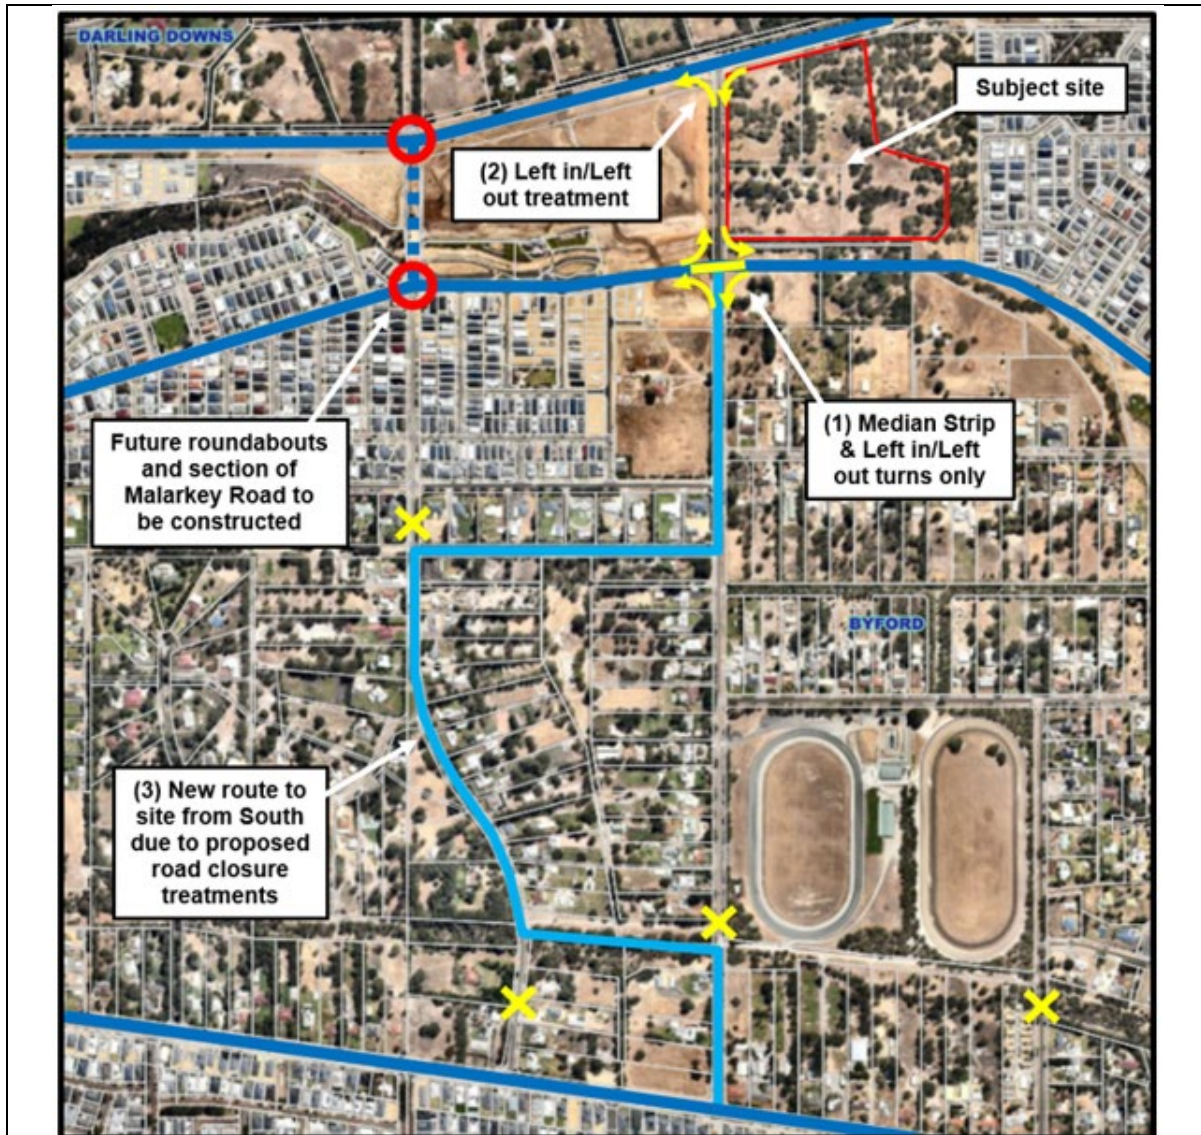 DARLING DOWNS
Subject site
(2) Left in/Left
out treatment
Future roundabouts
and section of
Malarkey Road to
be constructed
(1) Median Strip
& Left in/Left
out turns only
BYFORD
(3) New route to
site from South
due to proposed
road closure
treatments